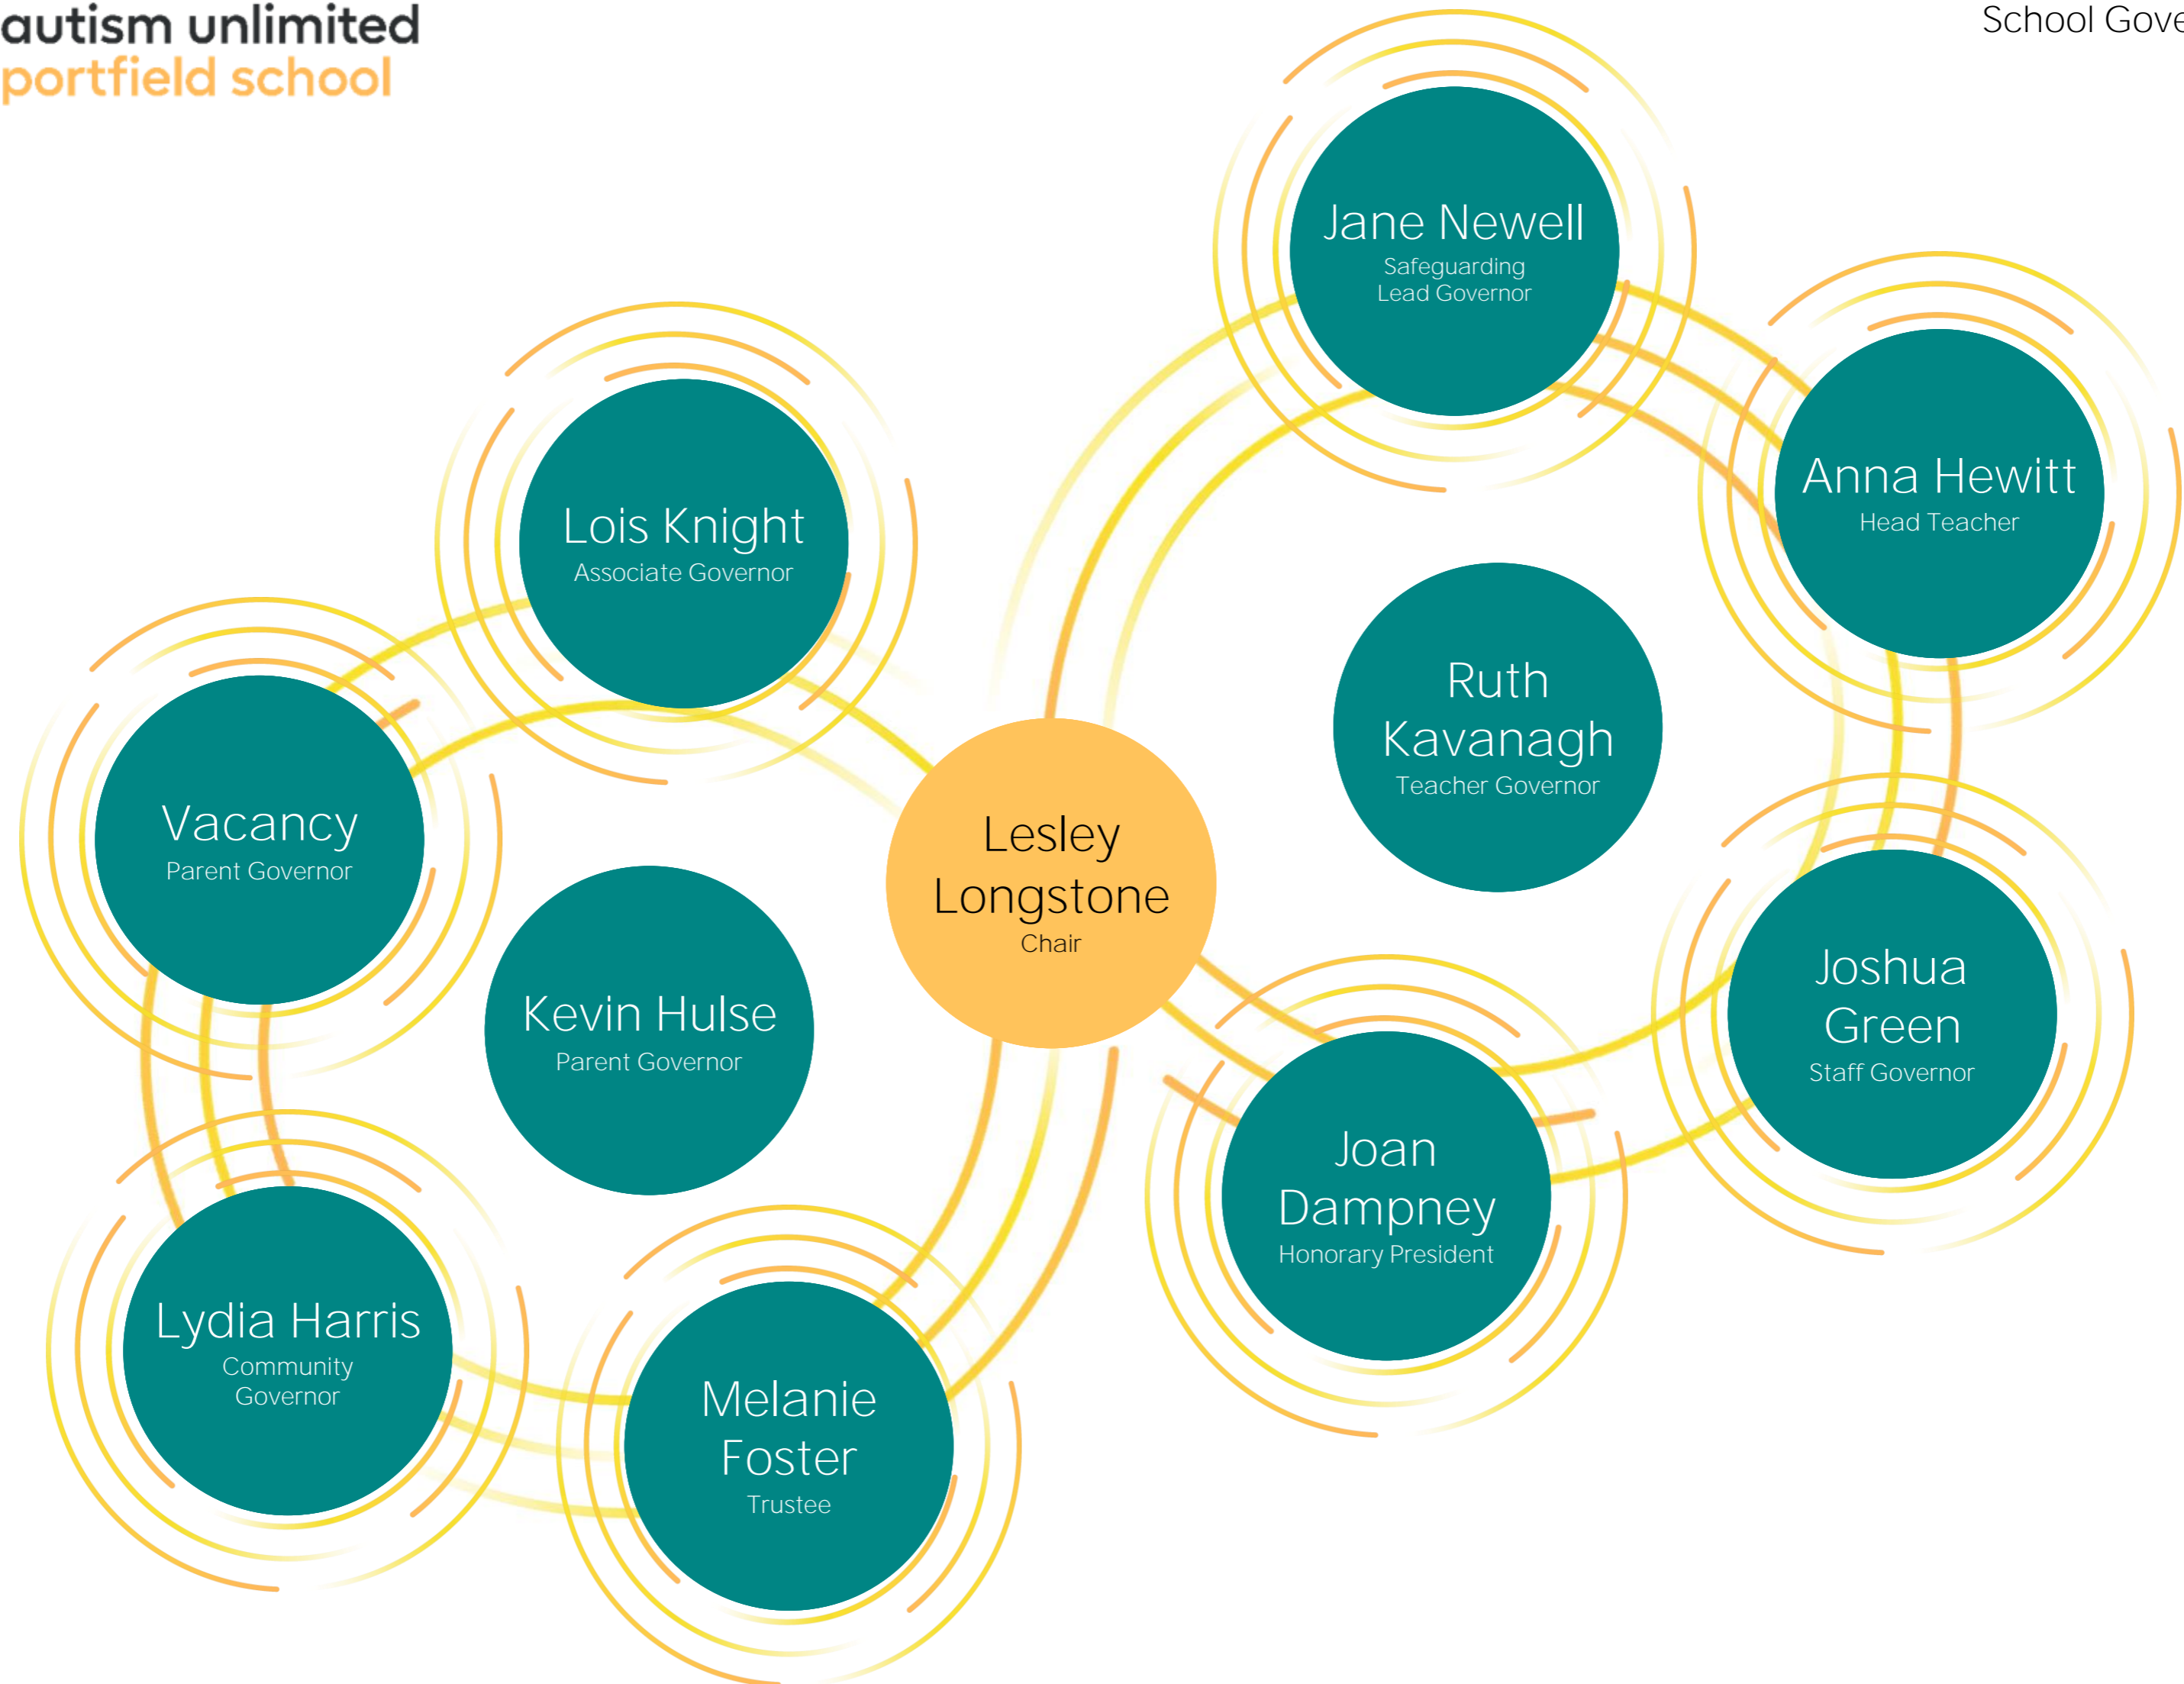 autism unlimited
portfield school
School Gove
Jane Newell
Safeguarding
Lead Governor
Anna Hewitt
Head Teacher
Lois Knight
Associate Governor
Ruth
Kavanagh
Teacher Governor
Vacancy
Parent Governor
Lesley
Longstone
Chair
Kevin Hulse
Parent Governor
Joshua
Green
Staff Governor
Joan
Dampney
Honorary President
Lydia Harris
Community
Governor
Melanie
Foster
Trustee